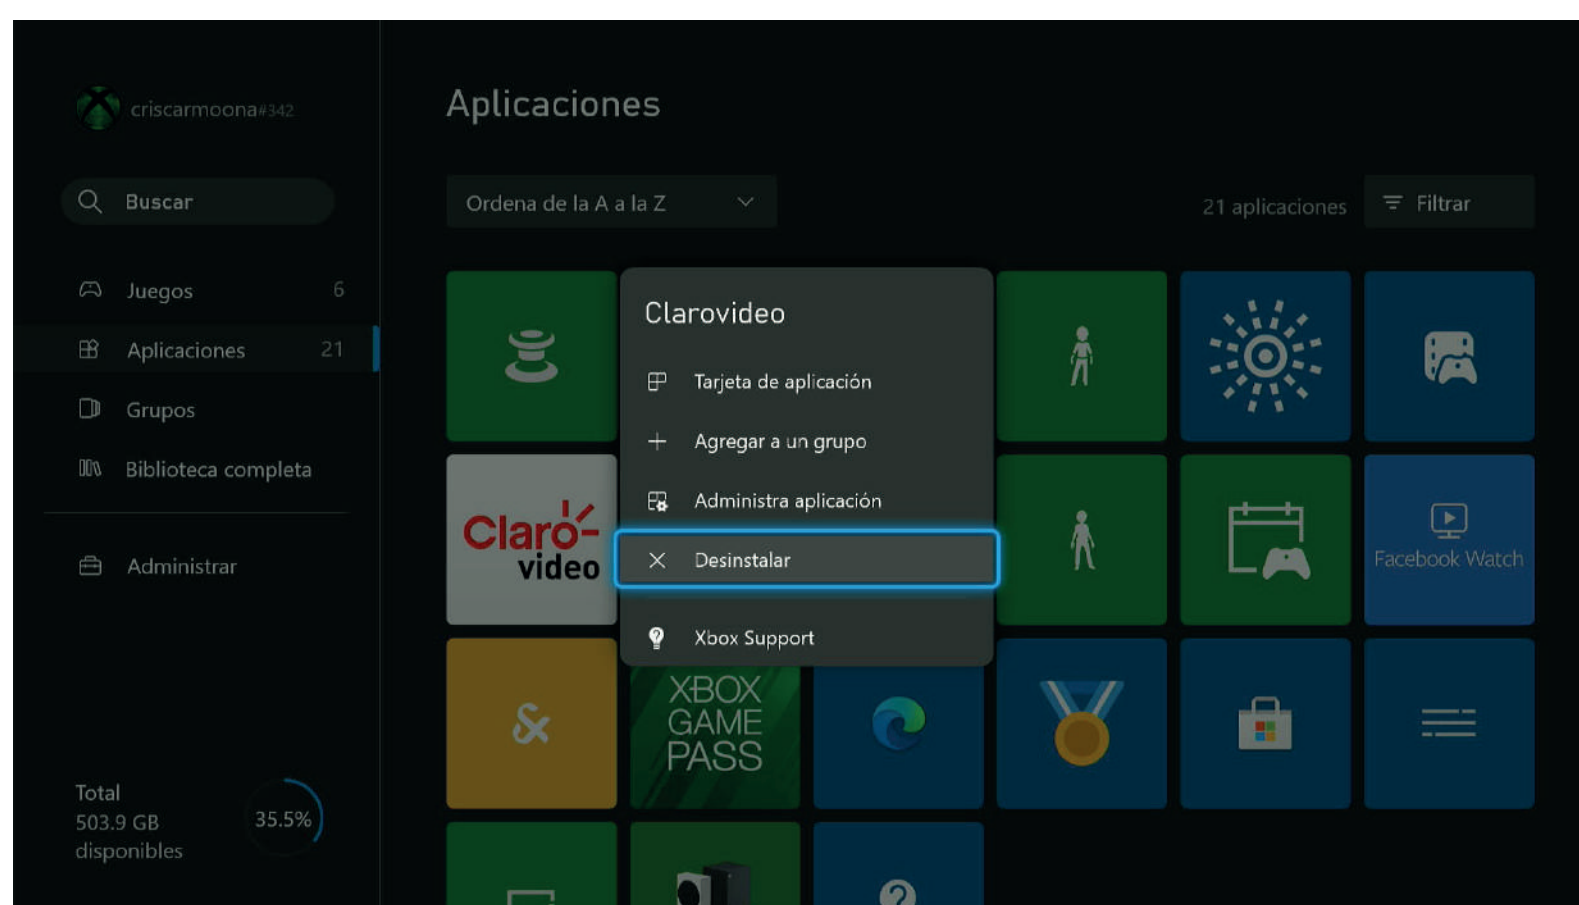 criscarmoona#342
Buscar
Juegos 6
Aplicaciones 21
Grupos
Biblioteca completa
Administrar
Total
503.9 GB
disponibles
35.5%
Aplicaciones
Ordena de la A a la Z
21 aplicaciones
Filtrar
Clarovideo
Tarjeta de aplicación
Agregar a un grupo
Administra aplicación
Desinstalar
Xbox Support
Claro-
video
Facebook Watch
&
XBOX
GAME
PASS
?